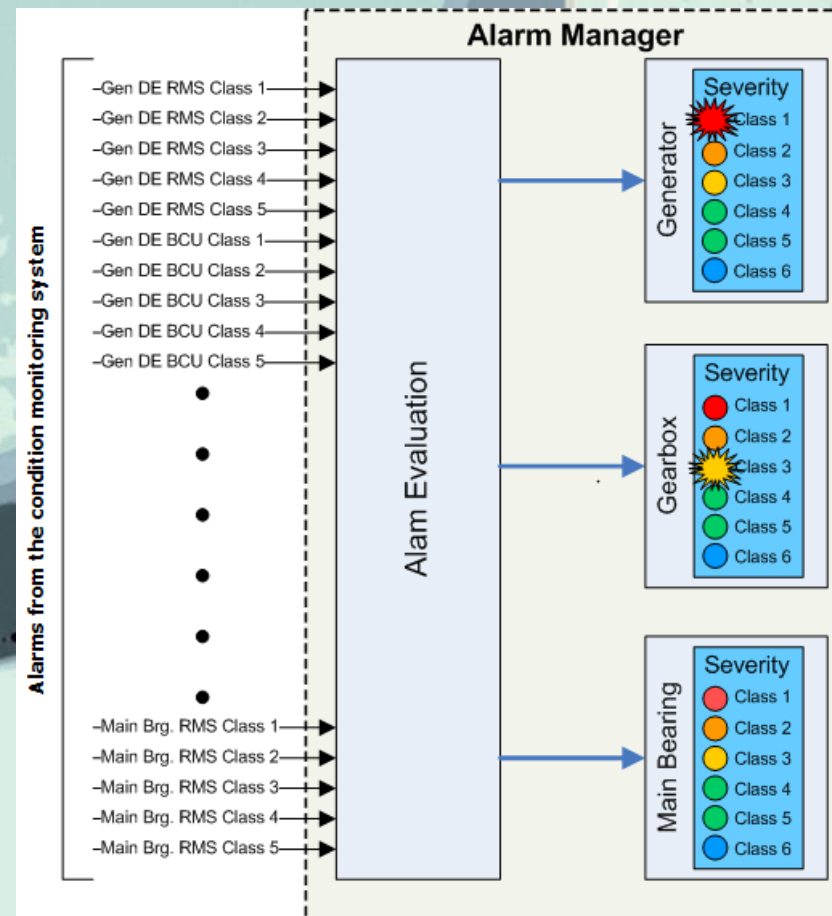 Alarm Manager
Alarms from the condition monitoring system
Gen DE RMS Class 1
Gen DE RMS Class 2
Gen DE RMS Class 3
Gen DE RMS Class 4
Gen DE RMS Class 5
Gen DE BCU Class 1
Gen DE BCU Class 2
Gen DE BCU Class 3
Gen DE BCU Class 4
Gen DE BCU Class 5
Main Brg. RMS Class 1
Main Brg. RMS Class 2
Main Brg. RMS Class 3
Main Brg. RMS Class 4
Main Brg. RMS Class 5
Alam Evaluation
Generator
Severity
Class 1
Class 2
Class 3
Class 4
Class 5
Class 6
Gearbox
Severity
Class 1
Class 2
Class 3
Class 4
Class 5
Class 6
Main Bearing
Severity
Class 1
Class 2
Class 3
Class 4
Class 5
Class 6